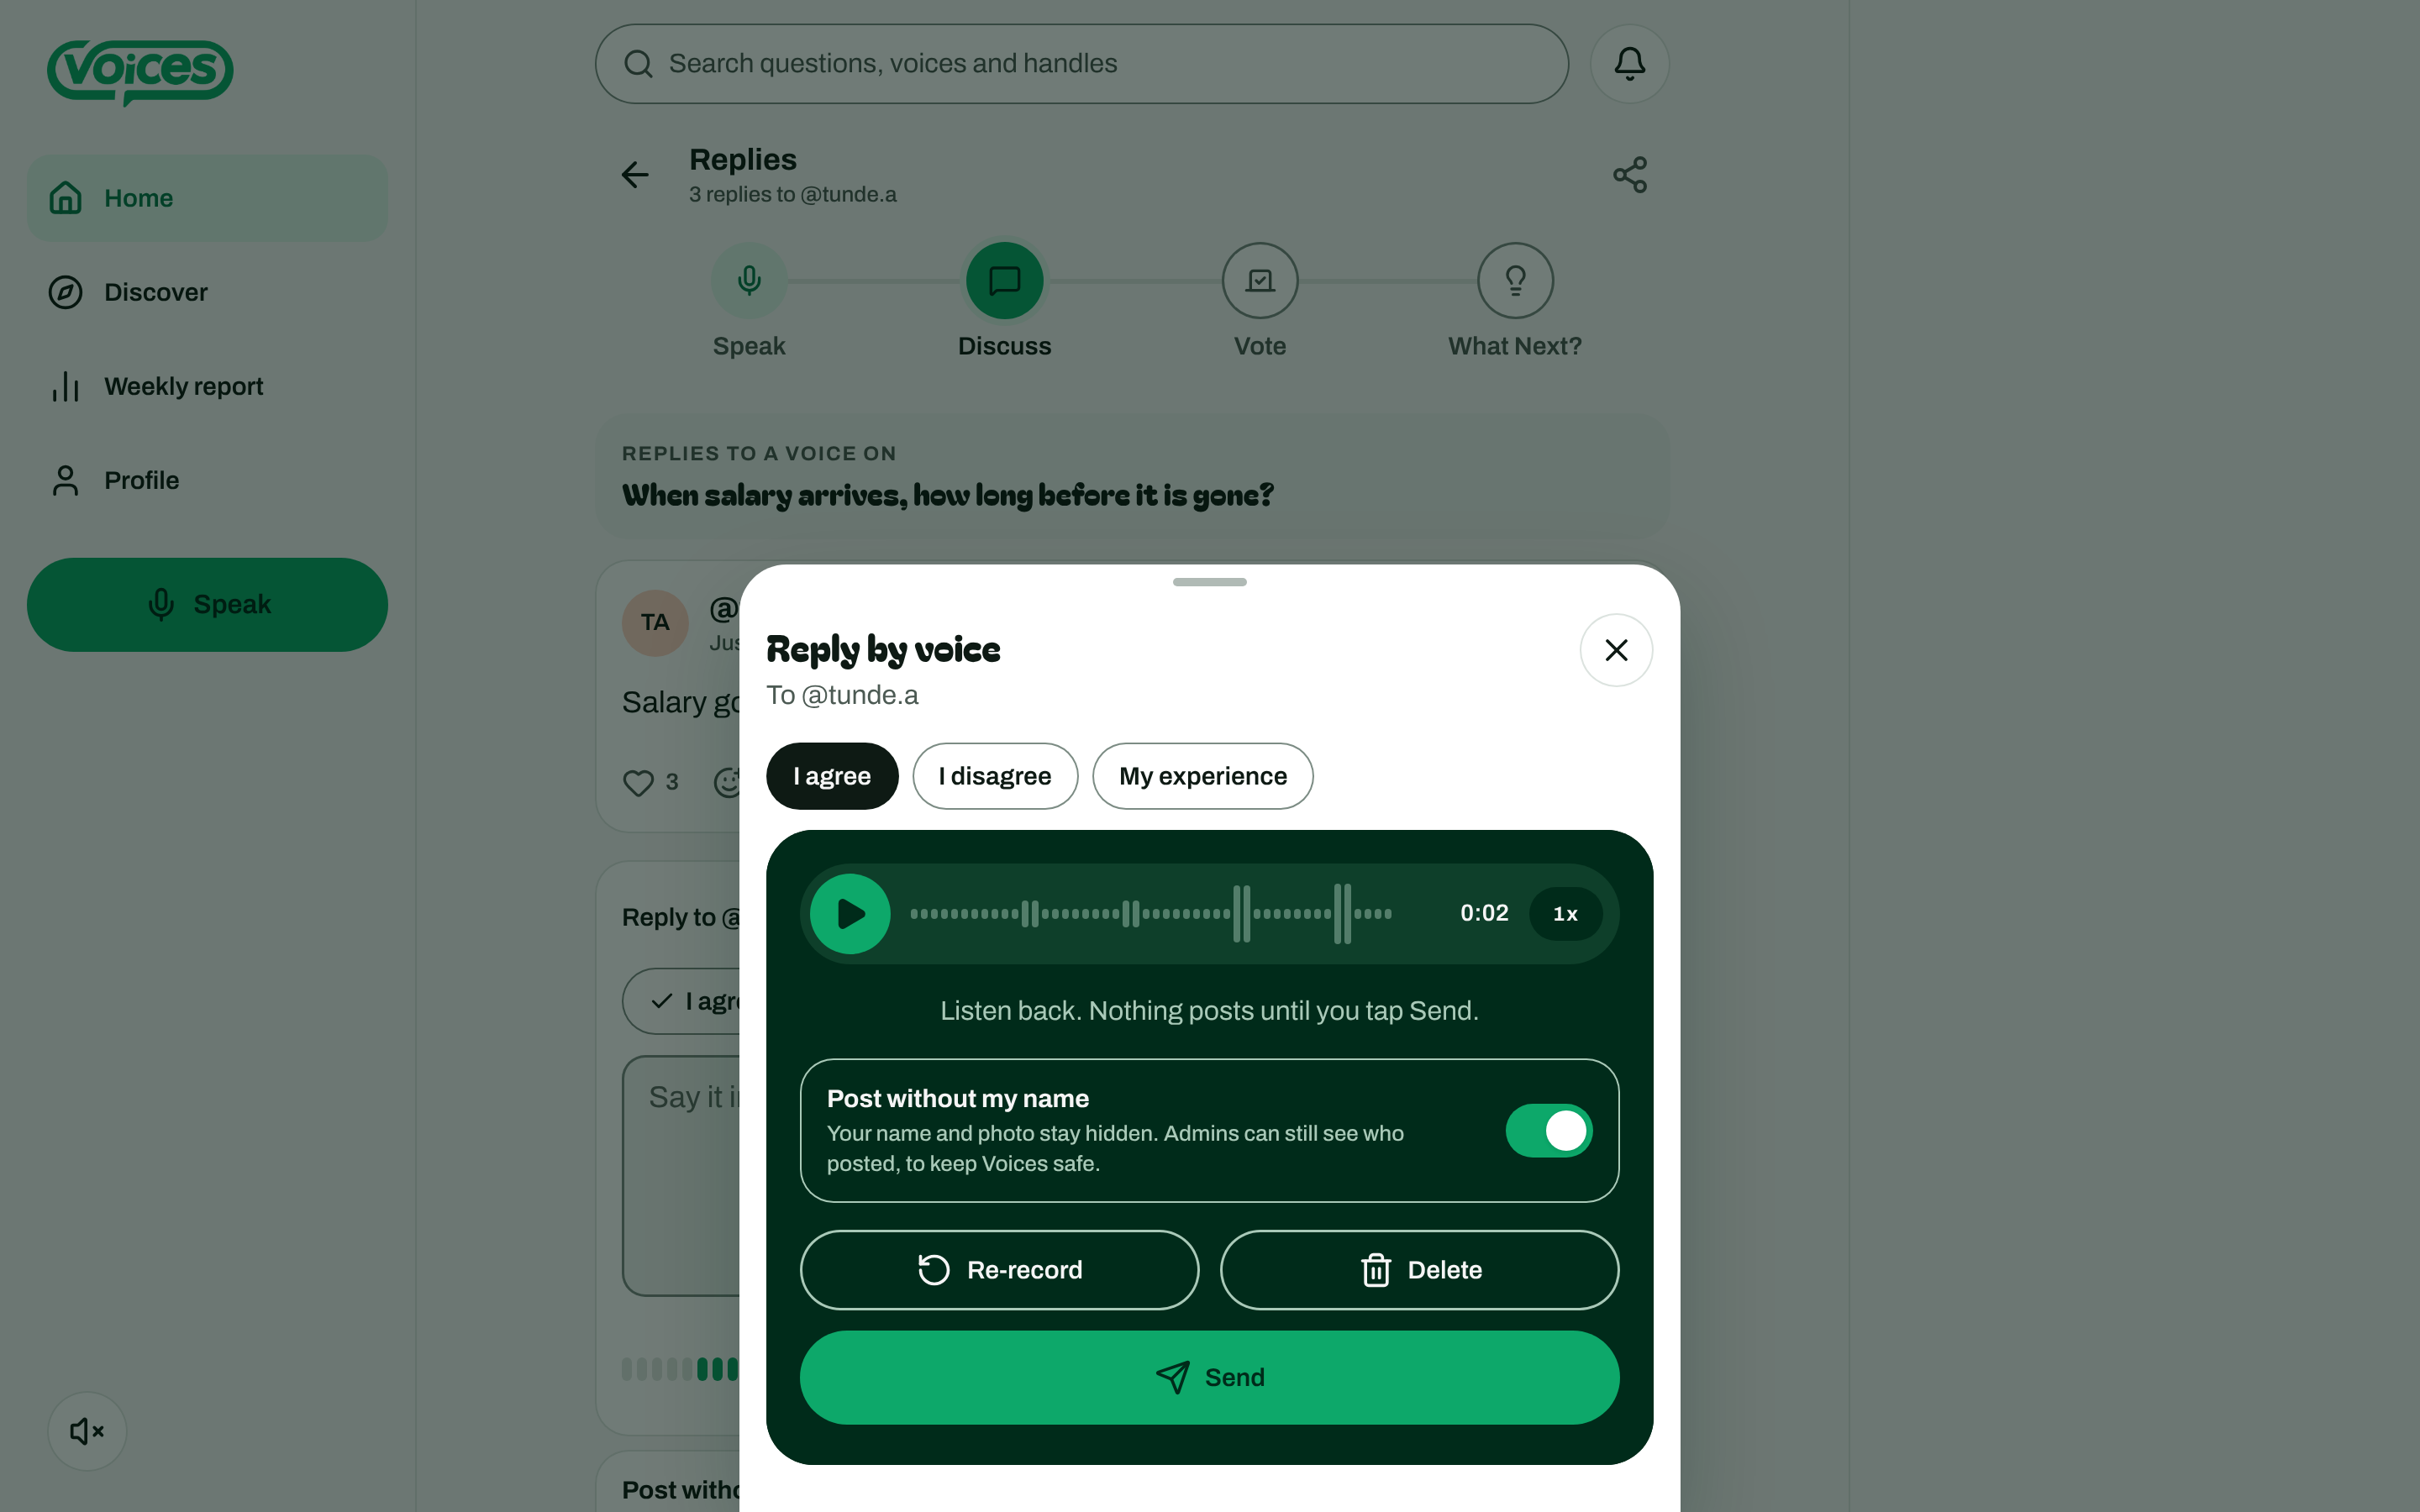 Voices
Home
Discover
Weekly report
Profile
Speak
Search questions, voices and handles
Replies
3 replies to @tunde.a
Speak
Discuss
Vote
What Next?
REPLIES TO A VOICE ON
When salary arrives, how long before it is gone?
TA
@
Salary
3
Reply to
I
Say it
Post
Reply by voice
To @tunde.a
I agree
I disagree
My experience
0:02
1x
Listen back. Nothing posts until you tap Send.
Post without my name
Your name and photo stay hidden. Admins can still see who
posted, to keep Voices safe.
Re-record
Delete
Send